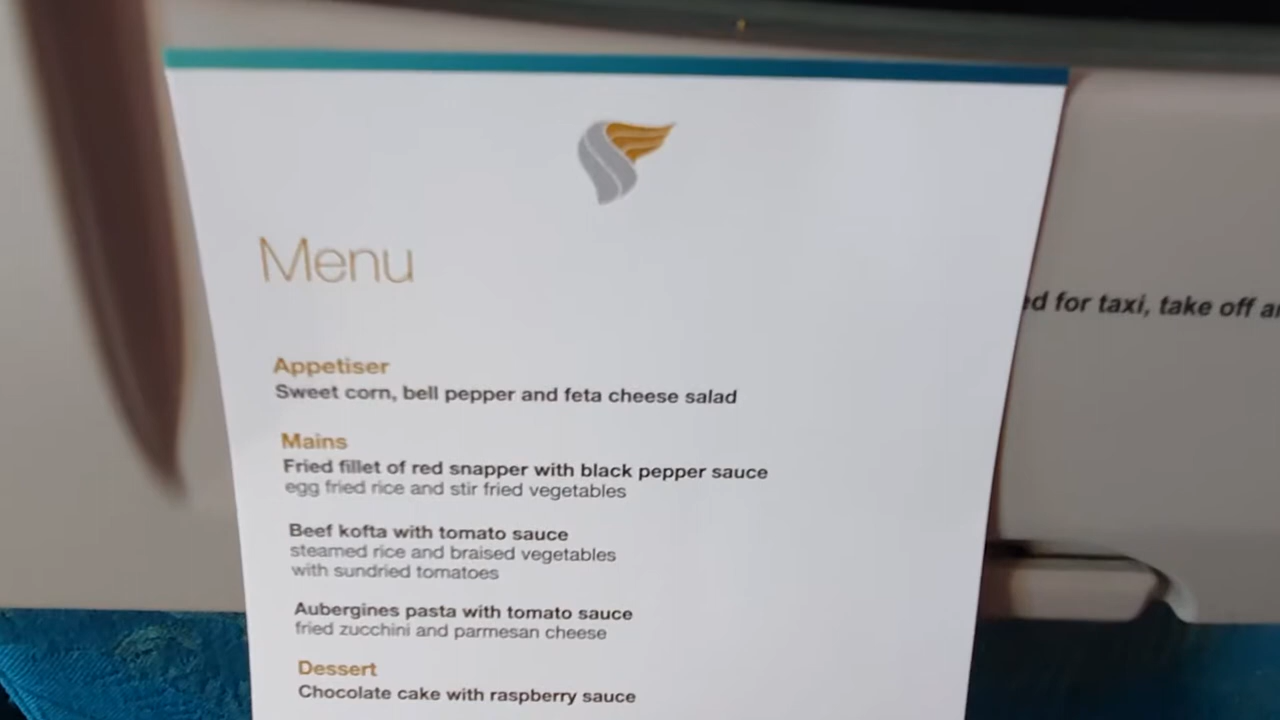 Menu
Appetiser
Sweet corn, bell pepper and feta cheese salad
Mains
Fried fillet of red snapper with black pepper sauce
egg fried rice and stir fried vegetables
Beef kofta with tomato sauce
steamed rice and braised vegetables
with sundried tomatoes
Aubergines pasta with tomato sauce
fried zucchini and parmesan cheese
Dessert
Chocolate cake with raspberry sauce
for taxi, take off